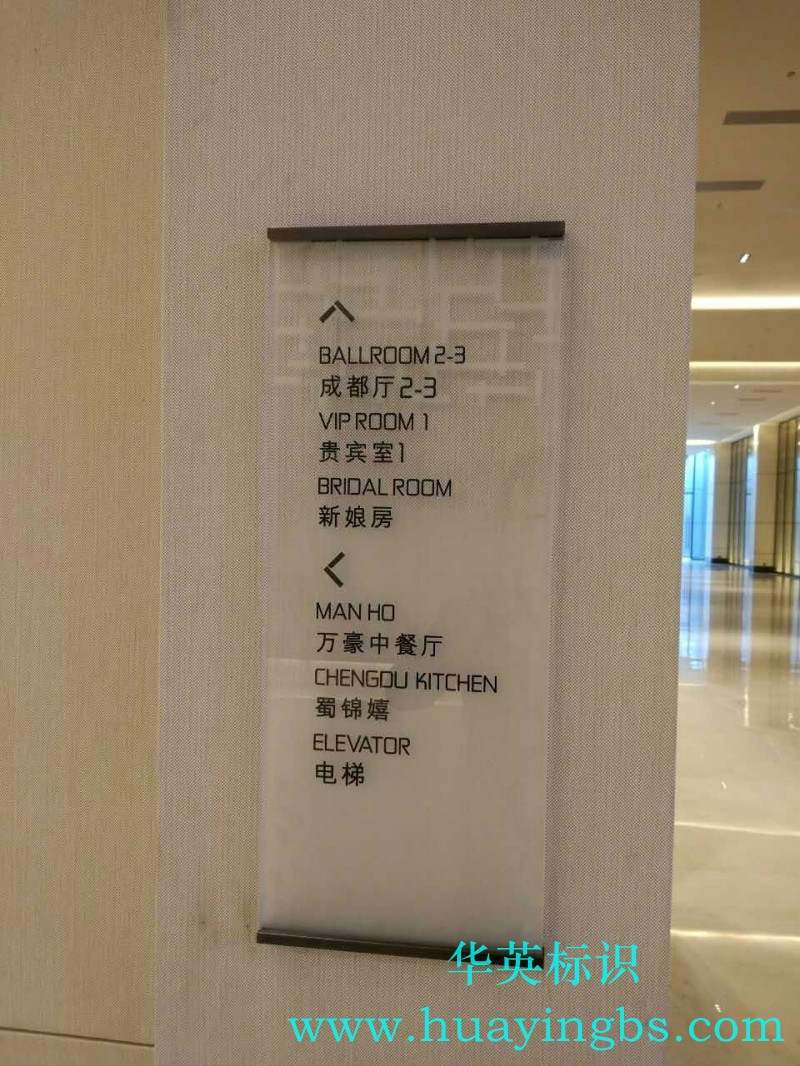 BALLROOM 2-3
成都厅2-3
VIP ROOM 1
贵宾室1
BRIDAL ROOM
新娘房
MAN HO
万豪中餐厅
CHENGDU KITCHEN
蜀锦嬉
ELEVATOR
电梯
华英标识
www.huayingbs.com